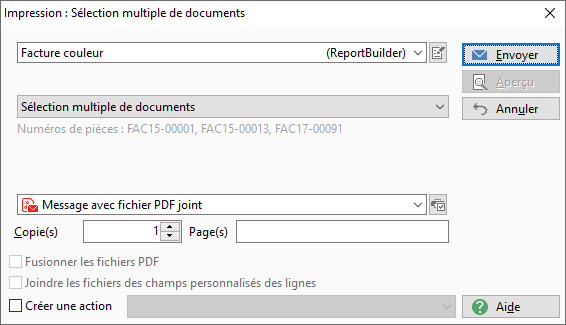 Impression : Sélection multiple de documents
Facture couleur (ReportBuilder)
Envoyer
Aperçu
Sélection multiple de documents
Annuler
Numéros de pièces : FAC15-00001, FAC15-00013, FAC17-00091
Message avec fichier PDF joint
Copie(s) 1 Page(s)
Fusionner les fichiers PDF
Joindre les fichiers des champs personnalisés des lignes
Créer une action
Aide